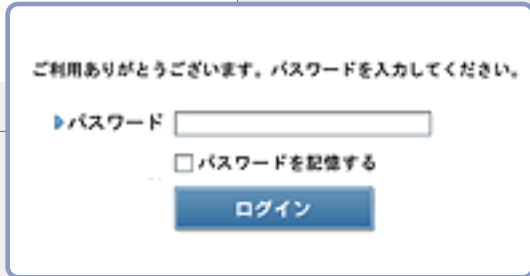 ご利用ありがとうございます。パスワードを入力してください。
パスワード
パスワードを記憶する
ログイン